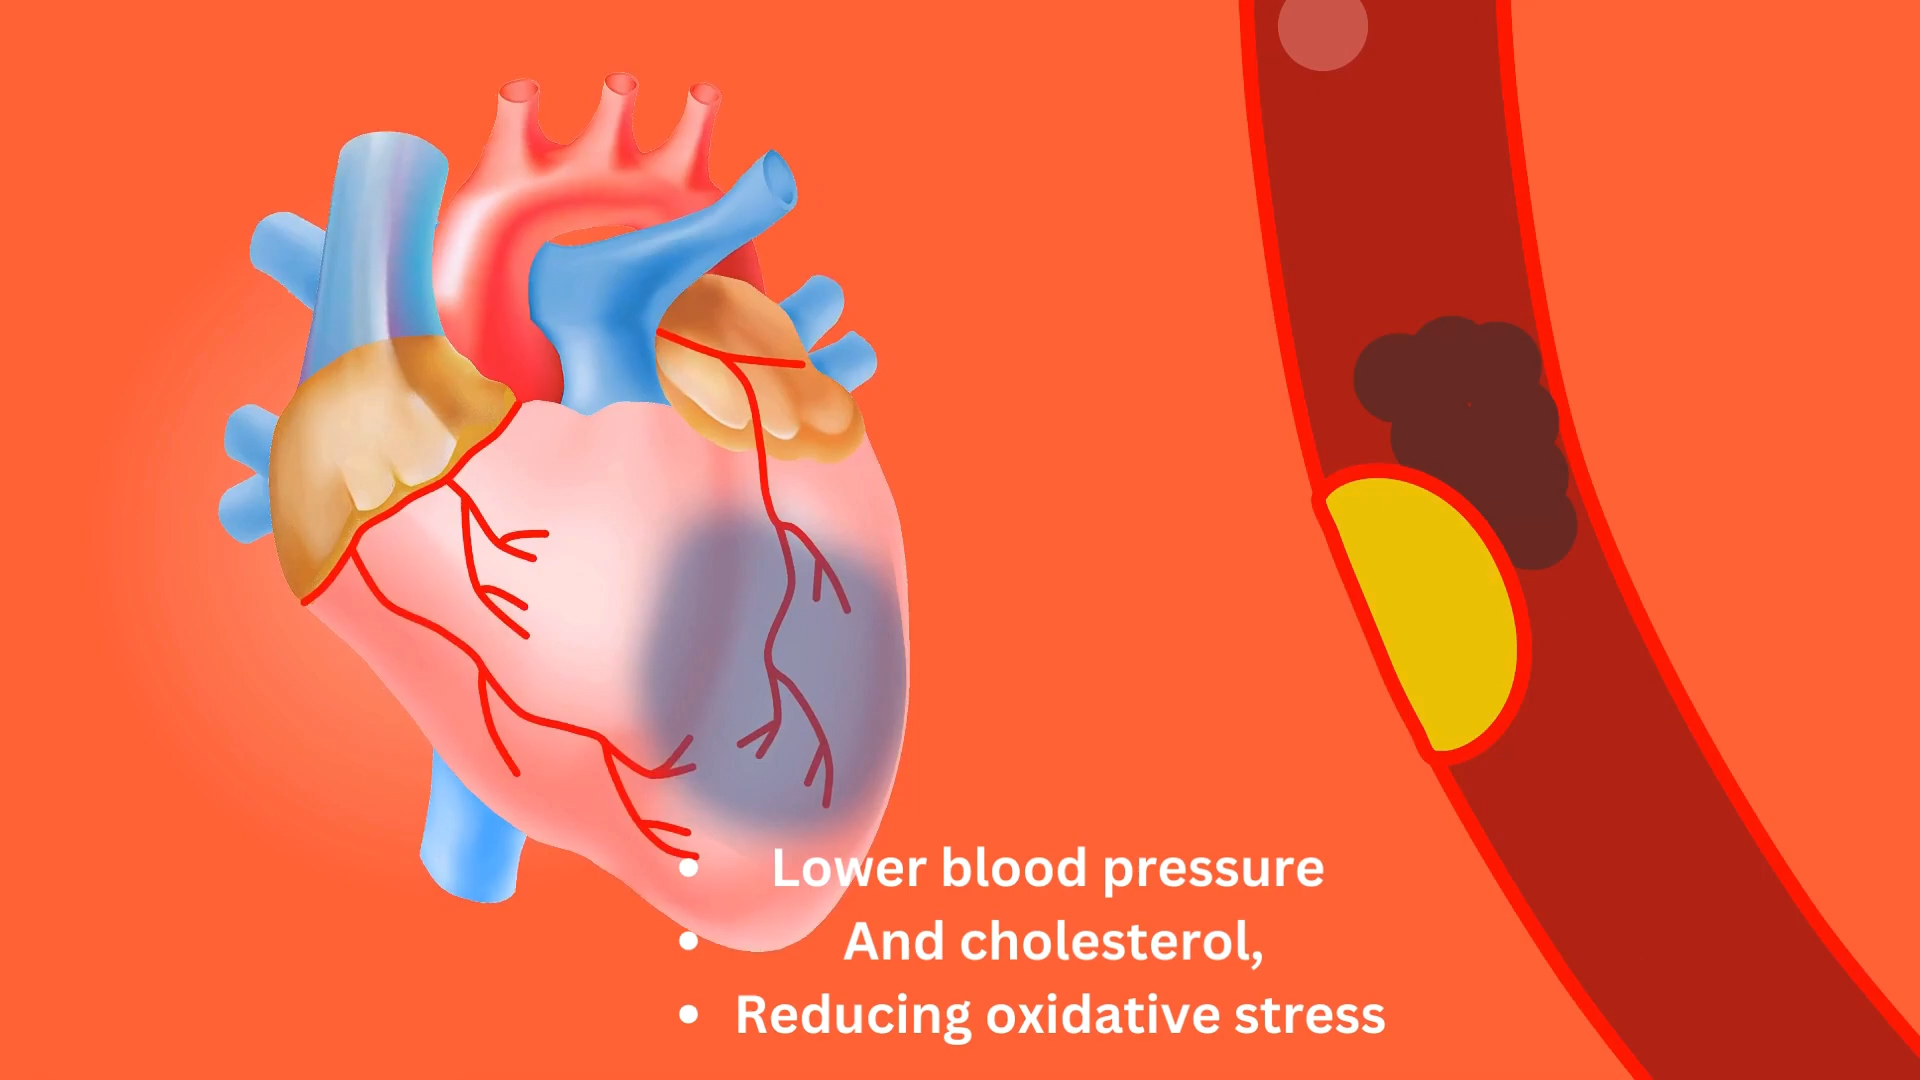 • Lower blood pressure
• And cholesterol,
• Reducing oxidative stress